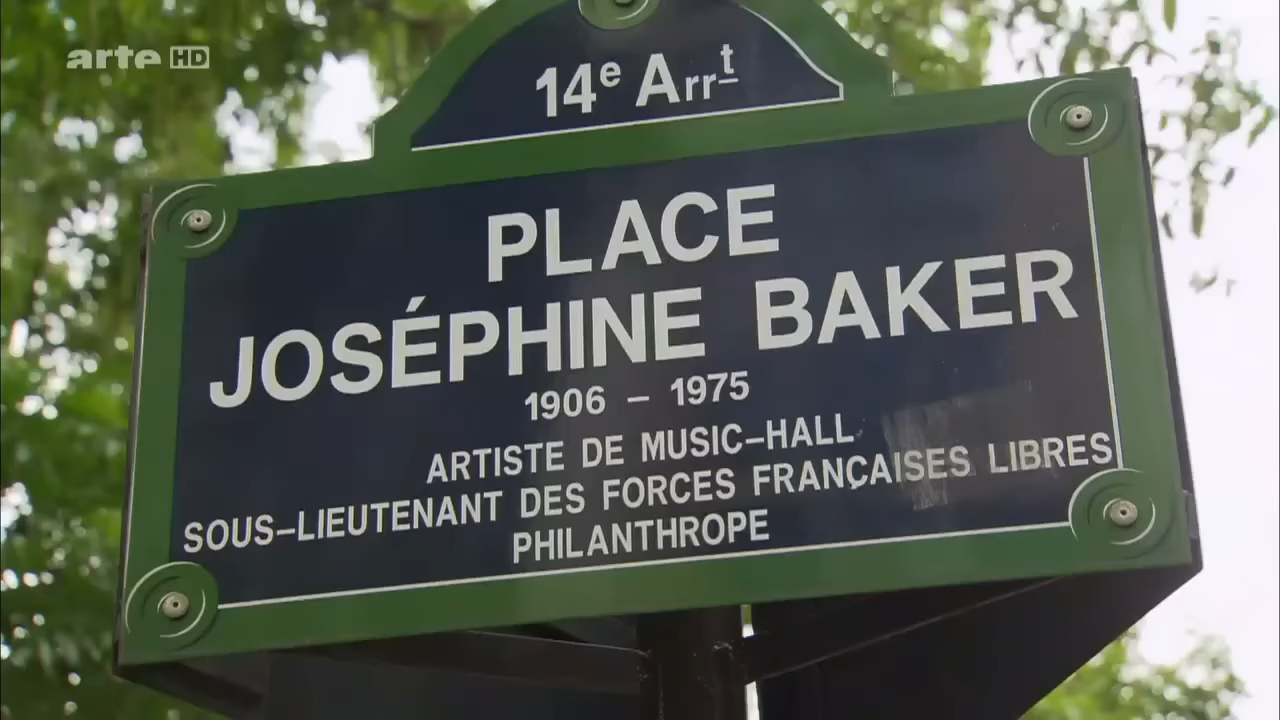 arte HD
14e Arrt
PLACE
JOSÉPHINE BAKER
1906 – 1975
ARTISTE DE MUSIC–HALL
SOUS–LIEUTENANT DES FORCES FRANÇAISES LIBRES
PHILANTHROPE